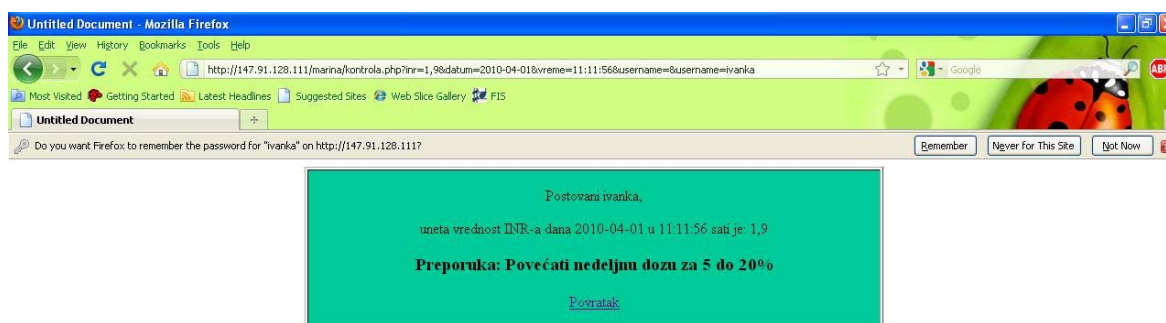 Untitled Document - Mozilla Firefox
File Edit View History Bookmarks Tools Help
http://147.91.128.111/marina/kontrola.php?inr=1,9&datum=2010-04-01&vreme=11:11:56&username=&username=ivanka
Google
ABP
Most Visited Getting Started Latest Headlines Suggested Sites Web Slice Gallery FIS
Untitled Document
Do you want Firefox to remember the password for "ivanka" on http://147.91.128.111? Remember Never for This Site Not Now
Postovani ivanka,
uneta vrednost INR-a dana 2010-04-01 u 11:11:56 sati je: 1,9
Preporuka: Povećati nedeljnu dozu za 5 do 20%
Povratak